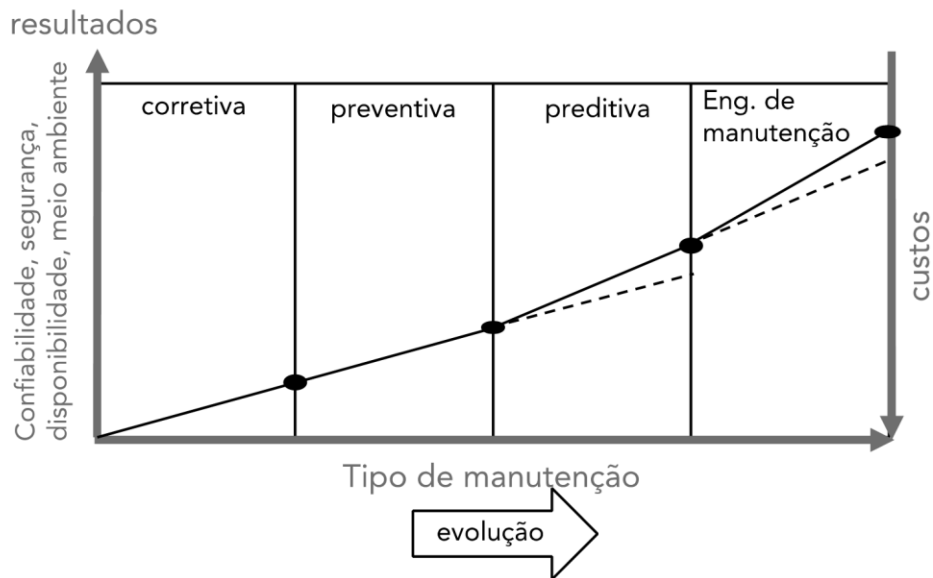 resultados
Confiabilidade, segurança,
disponibilidade, meio ambiente
corretiva
preventiva
preditiva
Eng. de
manutenção
custos
Tipo de manutenção
evolução